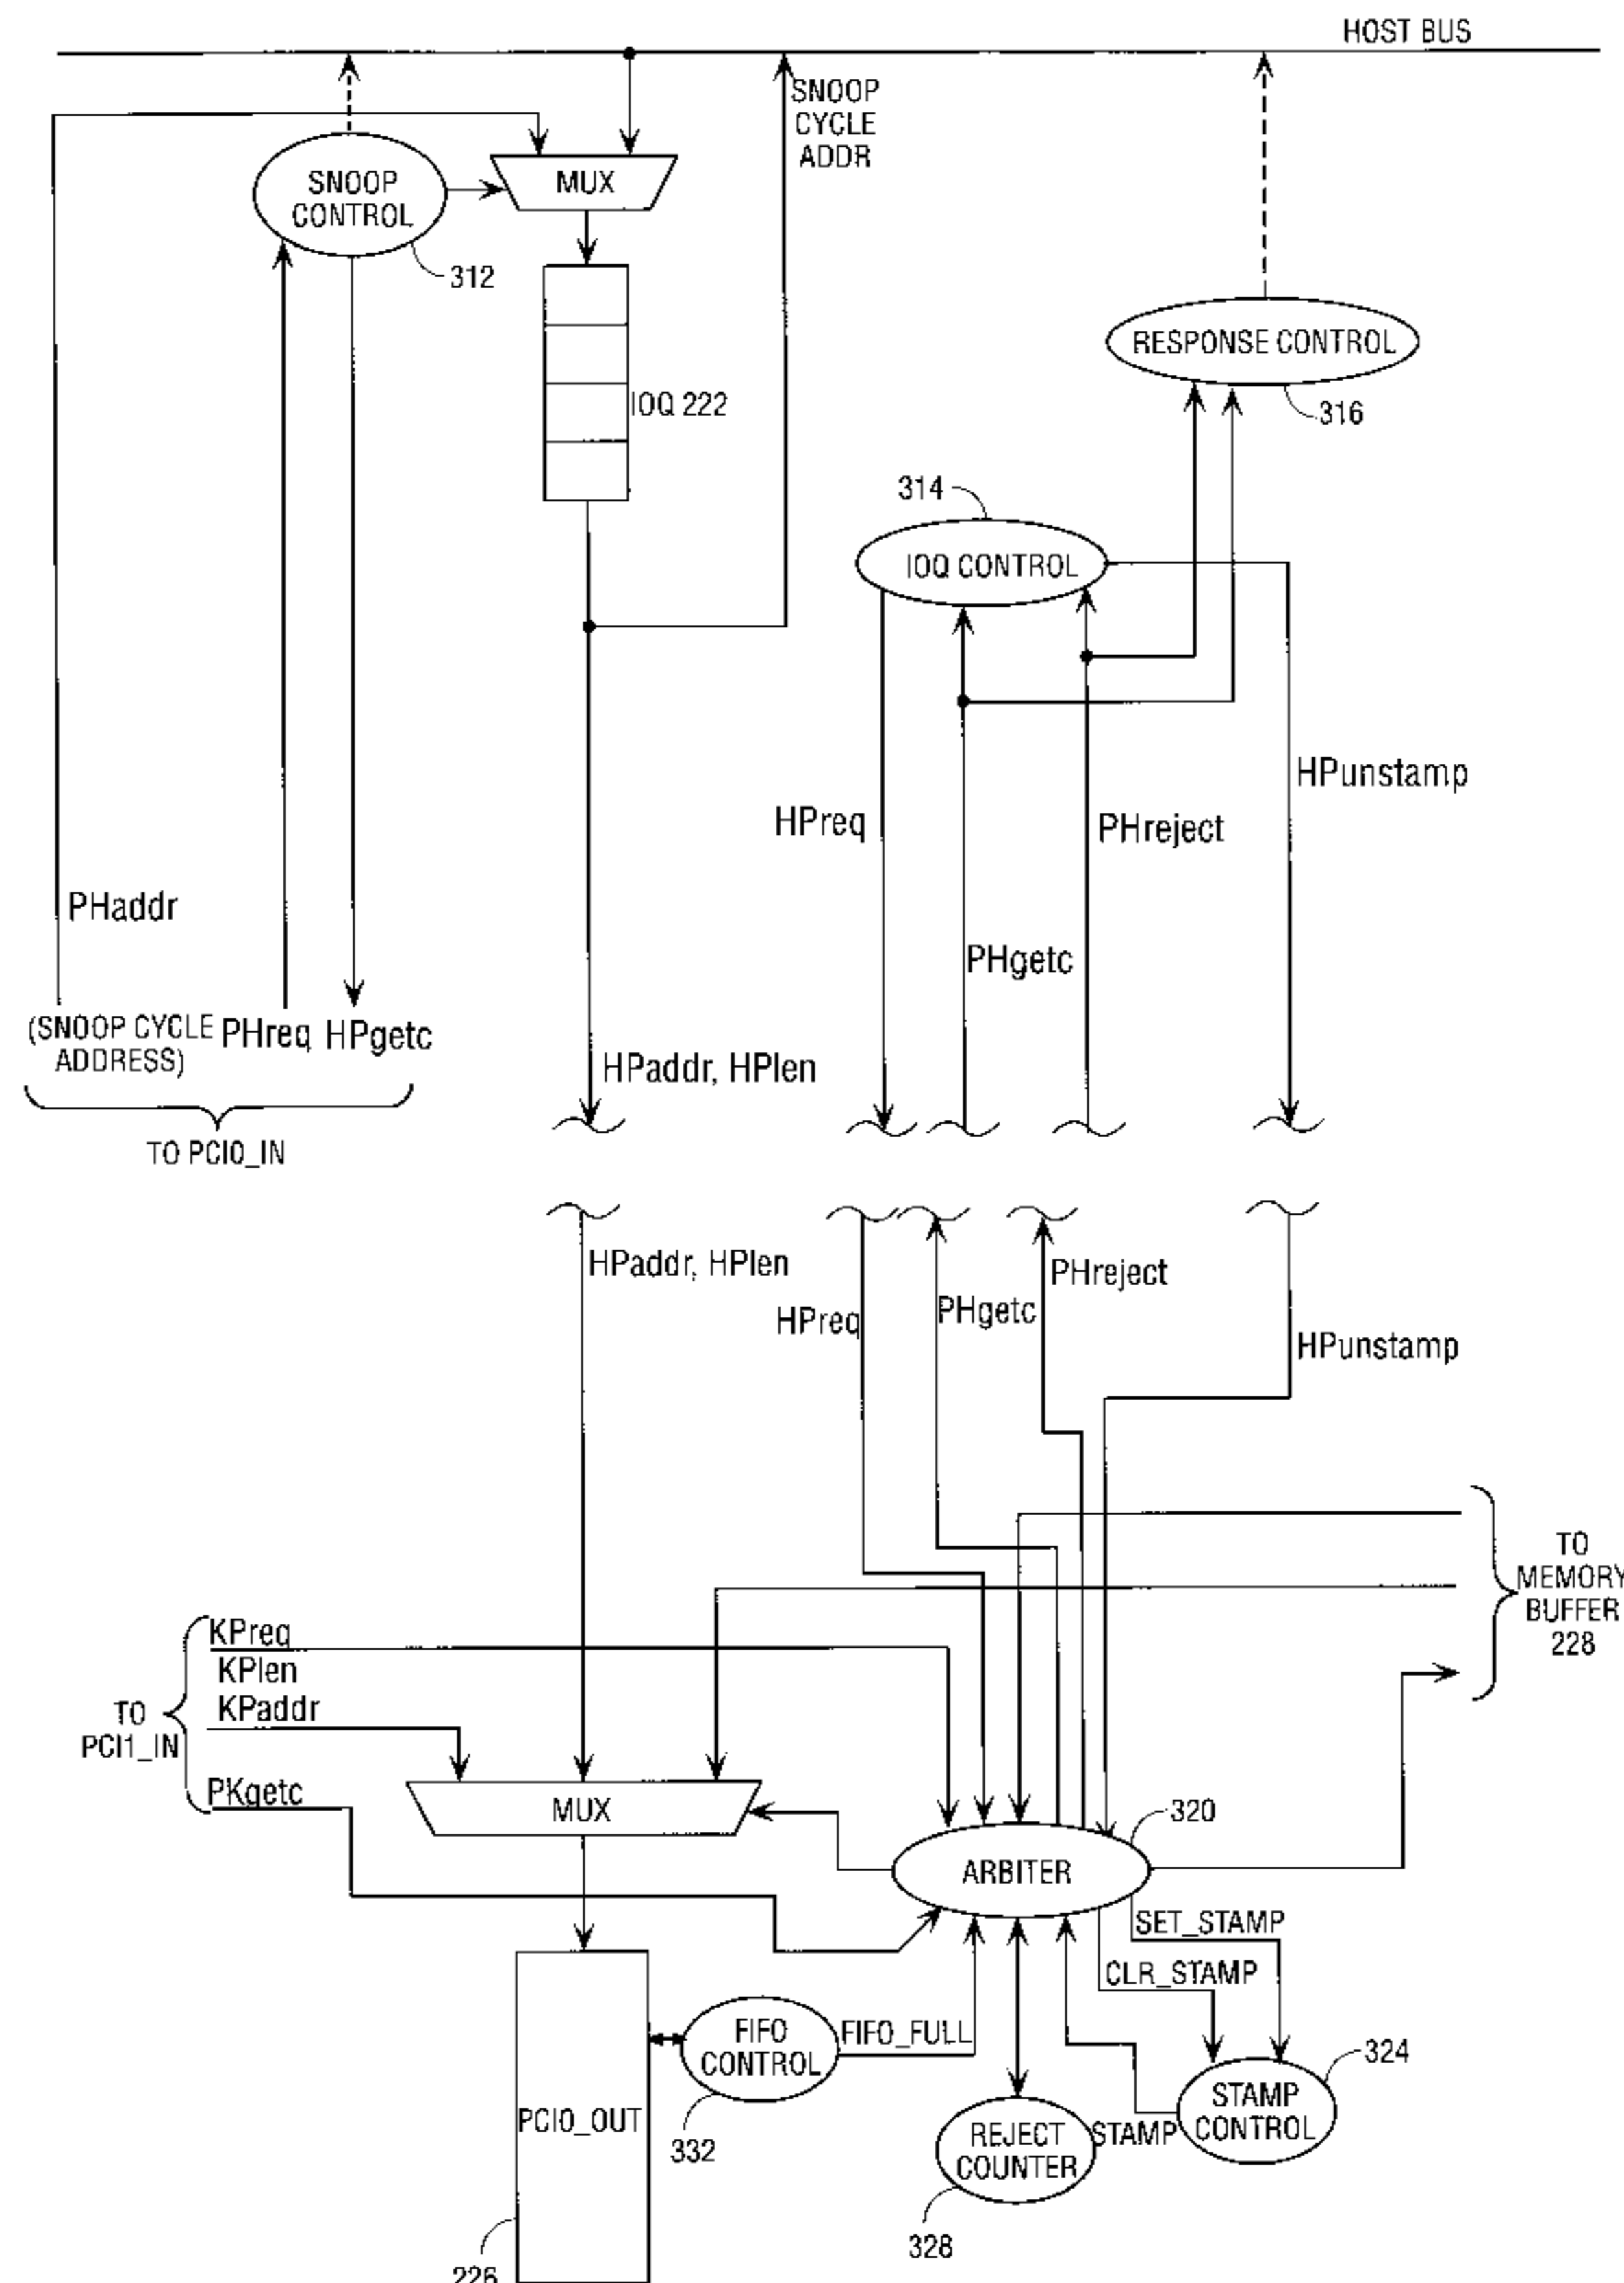 HOST BUS
SNOOP
CYCLE
ADDR
SNOOP
CONTROL
MUX
312
RESPONSE CONTROL
IOQ 222
316
314
IOQ CONTROL
HPunstamp
HPreq
PHreject
PHaddr
PHgetc
(SNOOP CYCLE
ADDRESS)
PHreq
HPgetc
HPaddr, HPlen
TO PCI0_IN
HPaddr, HPlen
PHreject
HPreq
PHgetc
HPunstamp
TO
MEMORY
BUFFER
228
KPreq
KPlen
KPaddr
TO
PCI1_IN
PKgetc
MUX
320
ARBITER
SET_STAMP
CLR_STAMP
FIFO
CONTROL
FIFO_FULL
324
STAMP
CONTROL
PCI0_OUT
332
REJECT
COUNTER
STAMP
328
226